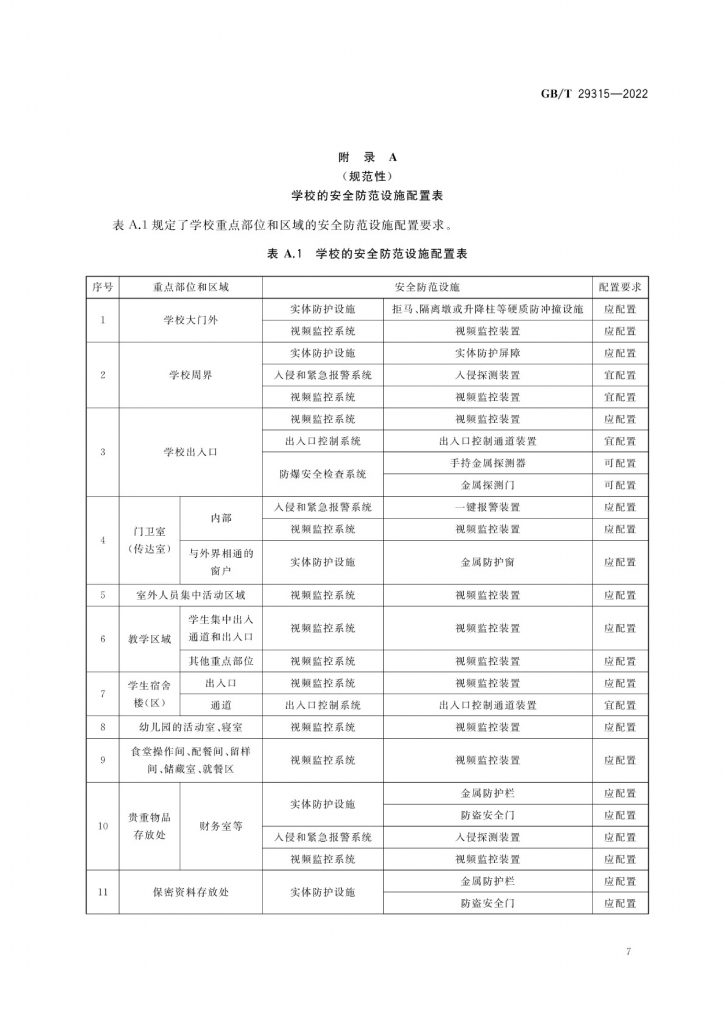 GB/T 29315—2022
附 录 A
（规范性）
学校的安全防范设施配置表
表 A.1 规定了学校重点部位和区域的安全防范设施配置要求。
表 A.1 学校的安全防范设施配置表
序号 重点部位和区域 安全防范设施 配置要求
1 学校大门外 实体防护设施 拒马、隔离墩或升降柱等硬质防冲撞设施 应配置
视频监控系统 视频监控装置 应配置
2 学校周界 实体防护设施 实体防护屏障 应配置
入侵和紧急报警系统 入侵探测装置 宜配置
视频监控系统 视频监控装置 宜配置
3 学校出入口 视频监控系统 视频监控装置 应配置
出入口控制系统 出入口控制通道装置 宜配置
防爆安全检查系统 手持金属探测器 可配置
金属探测门 可配置
4 门卫室
（传达室） 内部 入侵和紧急报警系统 一键报警装置 应配置
视频监控系统 视频监控装置 应配置
与外界相通的
窗户 实体防护设施 金属防护窗 应配置
5 室外人员集中活动区域 视频监控系统 视频监控装置 应配置
6 教学区域 学生集中出入
通道和出入口 视频监控系统 视频监控装置 应配置
其他重点部位 视频监控系统 视频监控装置 应配置
7 学生宿舍
楼(区) 出入口 视频监控系统 视频监控装置 应配置
通道 出入口控制系统 出入口控制通道装置 宜配置
8 幼儿园的活动室、寝室 视频监控系统 视频监控装置 应配置
9 食堂操作间、配餐间、留样
间、储藏室、就餐区 视频监控系统 视频监控装置 应配置
10 贵重物品
存放处 财务室等 实体防护设施 金属防护栏 应配置
防盗安全门 应配置
入侵和紧急报警系统 入侵探测装置 应配置
视频监控系统 视频监控装置 应配置
11 保密资料存放处 实体防护设施 金属防护栏 应配置
防盗安全门 应配置
7